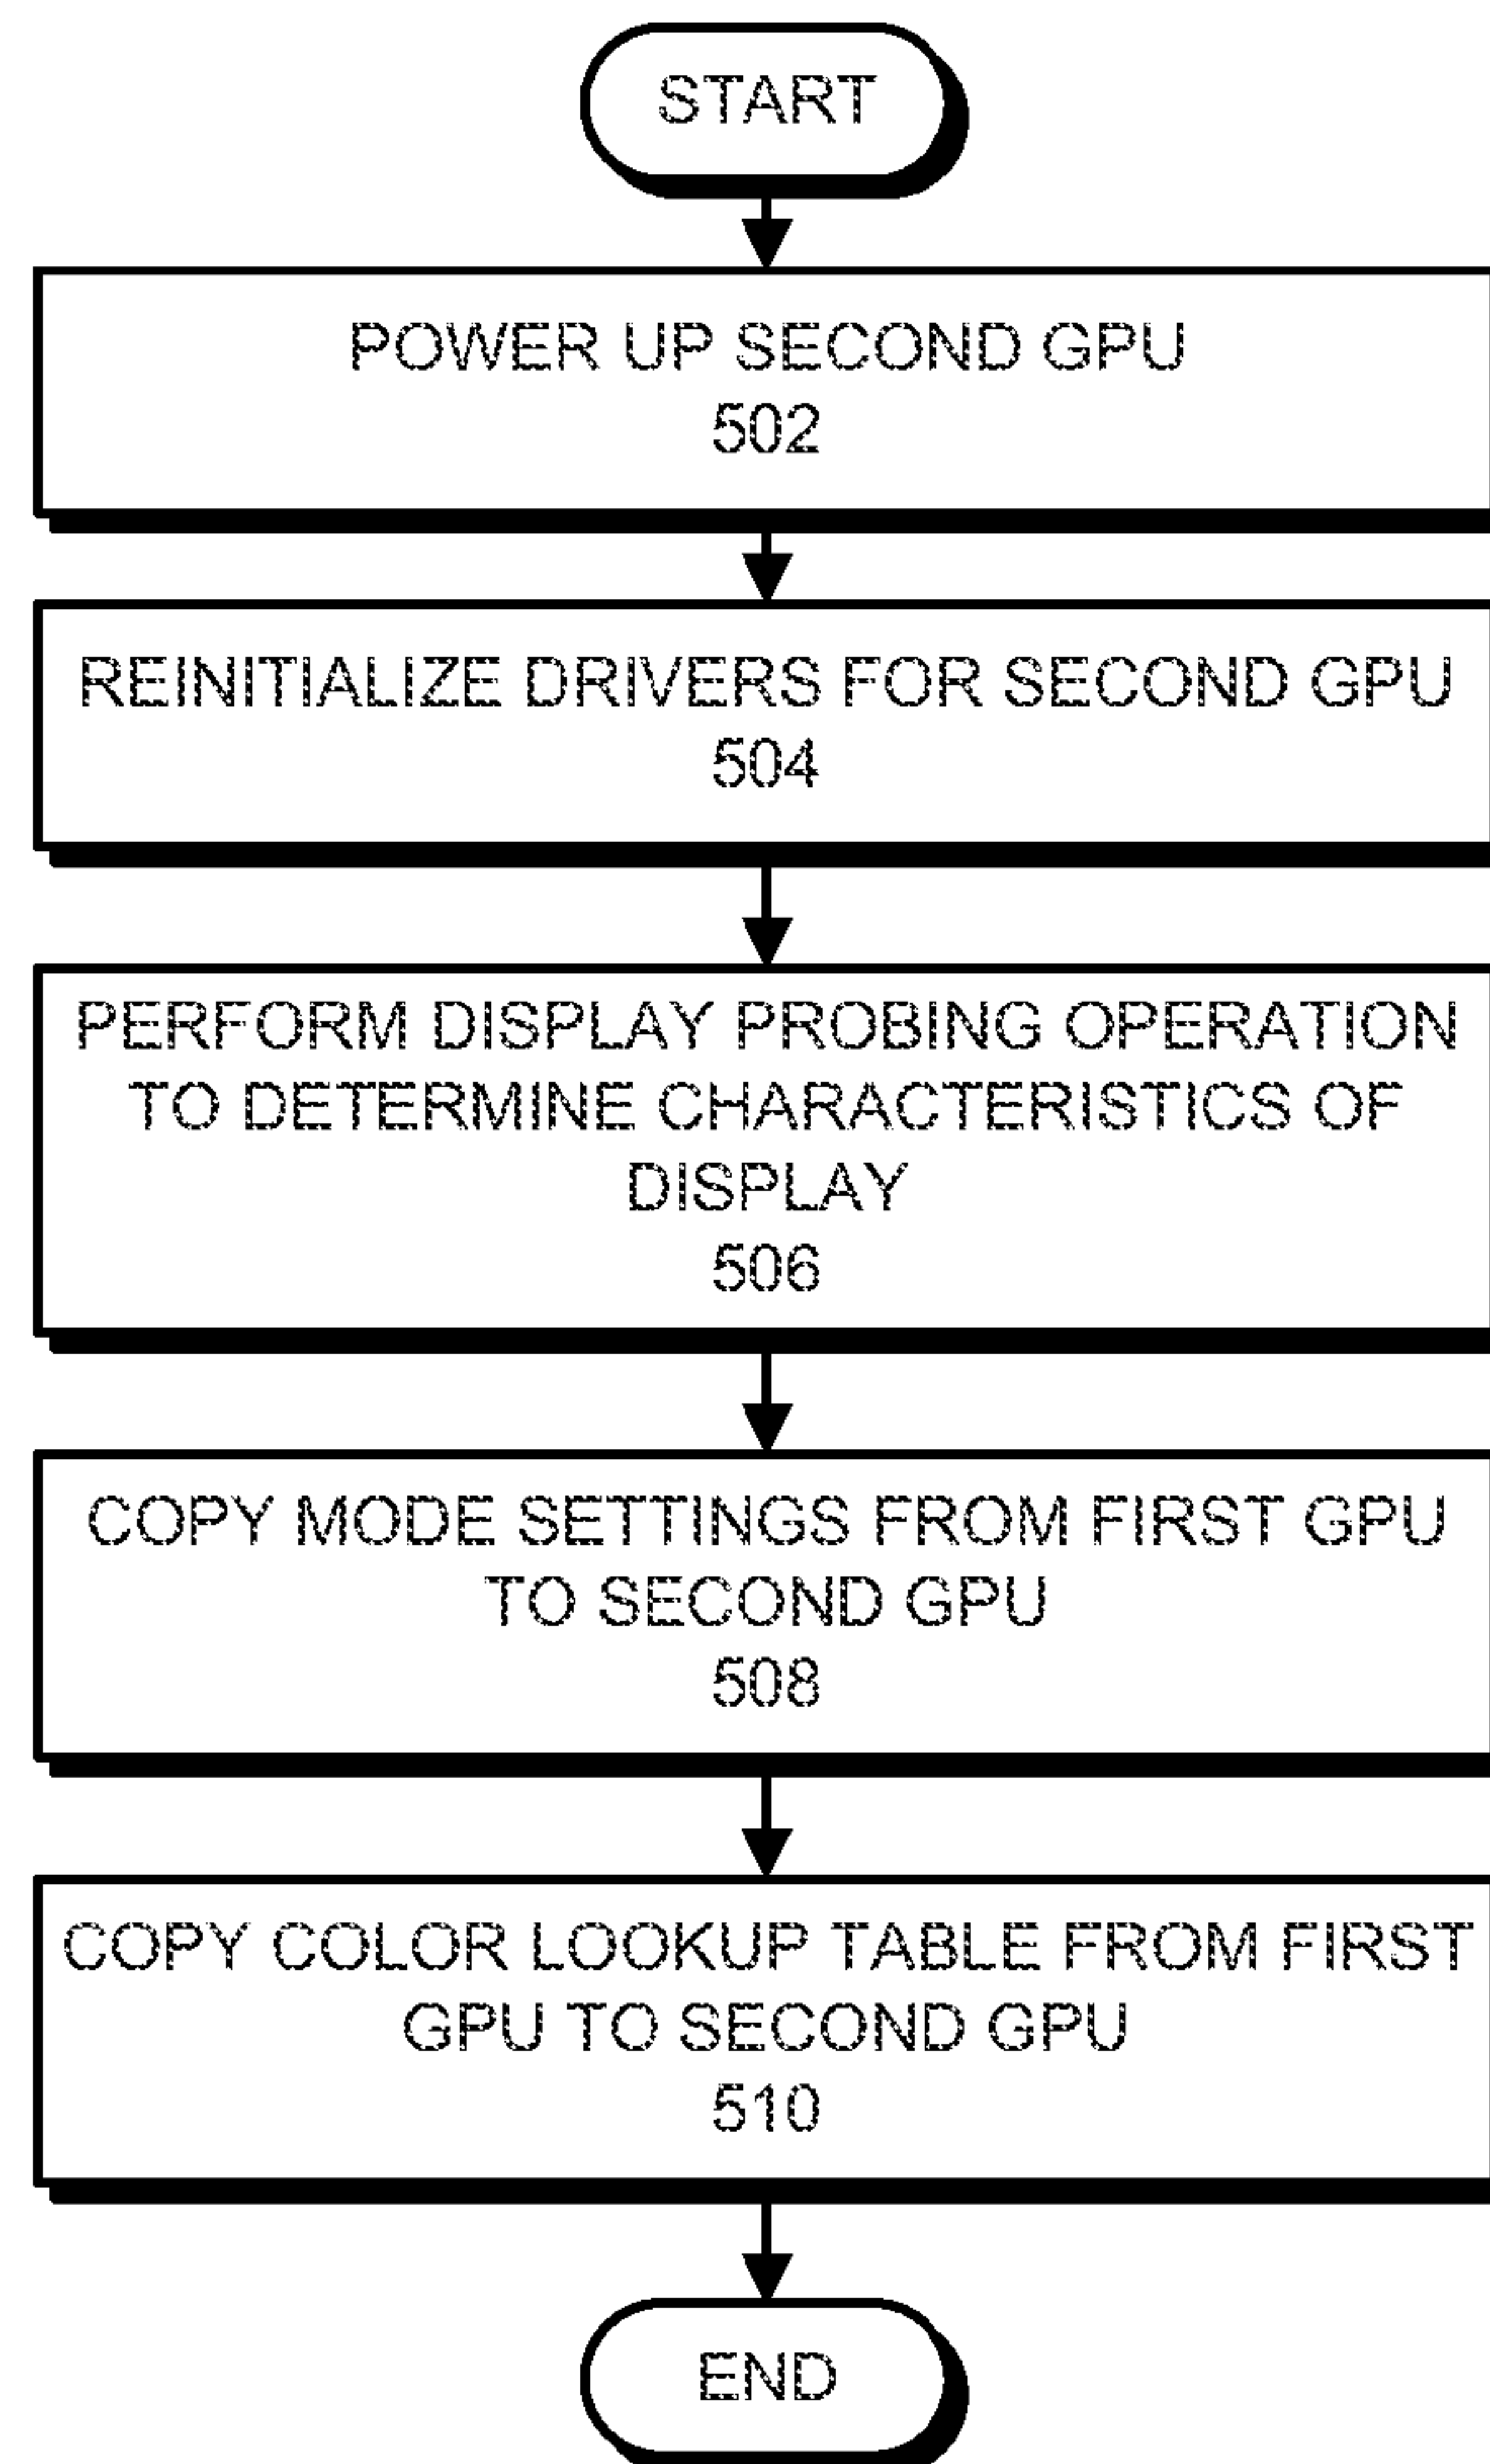 START
POWER UP SECOND GPU
502
REINITIALIZE DRIVERS FOR SECOND GPU
504
PERFORM DISPLAY PROBING OPERATION
TO DETERMINE CHARACTERISTICS OF
DISPLAY
506
COPY MODE SETTINGS FROM FIRST GPU
TO SECOND GPU
508
COPY COLOR LOOKUP TABLE FROM FIRST
GPU TO SECOND GPU
510
END